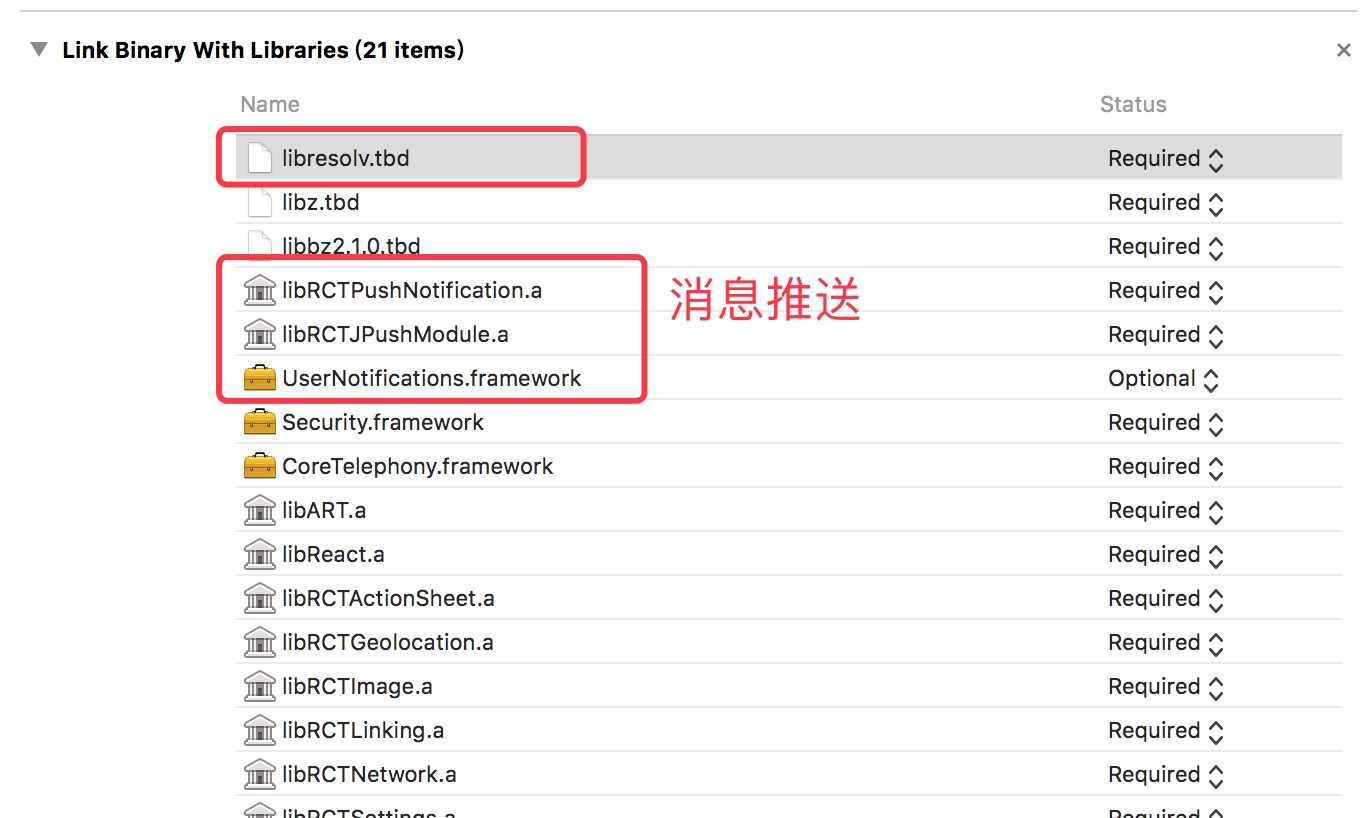 Link Binary With Libraries (21 items)
Name Status
libresolv.tbd Required
libz.tbd Required
libbz2.1.0.tbd Required
libRCTPushNotification.a Required
消息推送
libRCTJPushModule.a Required
UserNotifications.framework Optional
Security.framework Required
CoreTelephony.framework Required
libART.a Required
libReact.a Required
libRCTActionSheet.a Required
libRCTGeolocation.a Required
libRCTImage.a Required
libRCTLinking.a Required
libRCTNetwork.a Required
libRCTSettings.a Required